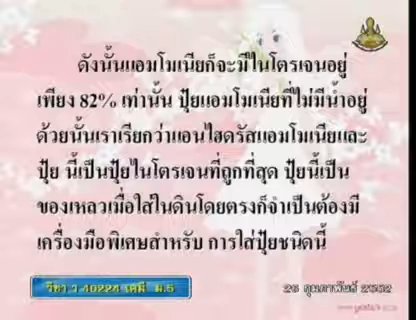 ดังนั้นแอมโมเนียก็จะมีไนโตรเจนอยู่
เพียง 82% เท่านั้น ปุ๋ยแอมโมเนียที่ไม่มีน้ำอยู่
ด้วยนั้นเราเรียกว่าแอนไฮดรัสแอมโมเนียและ
ปุ๋ย นี้เป็นปุ๋ยไนโตรเจนที่ถูกที่สุด ปุ๋ยนี้เป็น
ของเหลวเมื่อใส่ในดินโดยตรงก็จำเป็นต้องมี
เครื่องมือพิเศษสำหรับ การใส่ปุ๋ยชนิดนี้
วิชา ว 40224 เคมี ม.5
26 กุมภาพันธ์ 2552